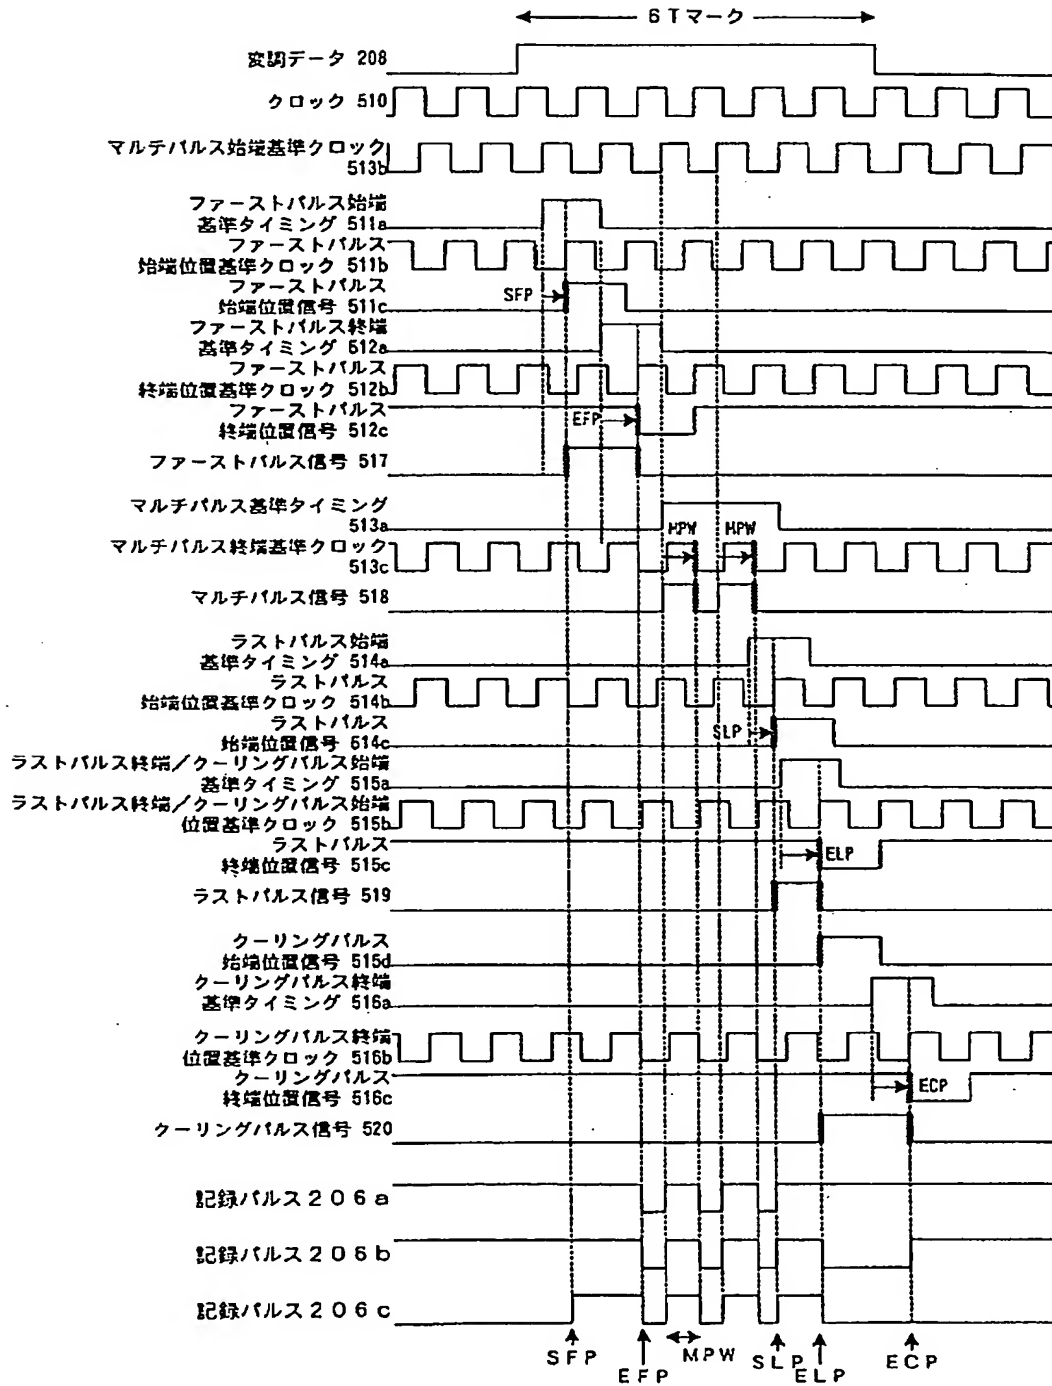 6Tマーク
変調データ 208
クロック 510
マルチパルス始端基準クロック
513b
ファーストパルス始端
基準タイミング 511a
ファーストパルス
始端位置基準クロック 511b
ファーストパルス
始端位置信号 511c
SFP
ファーストパルス終端
基準タイミング 512a
ファーストパルス
終端位置基準クロック 512b
ファーストパルス
終端位置信号 512c
EFP
ファーストパルス信号 517
マルチパルス基準タイミング
513a
MPW MPW
マルチパルス終端基準クロック
513c
マルチパルス信号 518
ラストパルス始端
基準タイミング 514a
ラストパルス
始端位置基準クロック 514b
ラストパルス
始端位置信号 514c
SLP
ラストパルス終端/クーリングパルス始端
基準タイミング 515a
ラストパルス終端/クーリングパルス始端
位置基準クロック 515b
ラストパルス
終端位置信号 515c
ELP
ラストパルス信号 519
クーリングパルス
始端位置信号 515d
クーリングパルス終端
基準タイミング 516a
クーリングパルス終端
位置基準クロック 516b
クーリングパルス
終端位置信号 516c
ECP
クーリングパルス信号 520
記録パルス206a
記録パルス206b
記録パルス206c
SFP EFP MPW SLP ELP ECP